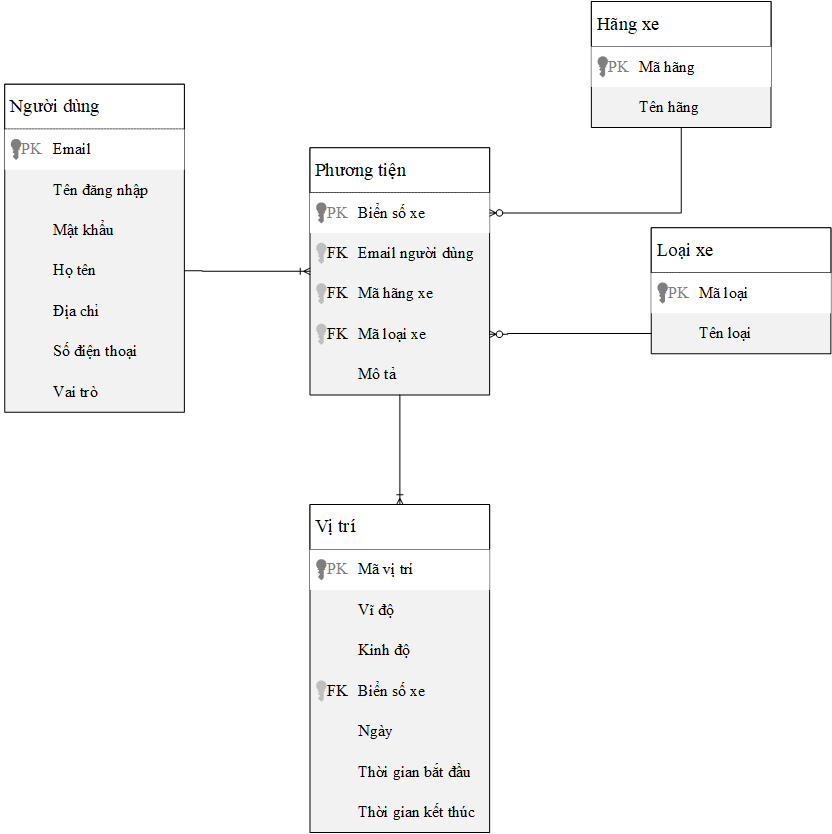 Hãng xe
PK Mã hãng
Tên hãng
Người dùng
PK Email
Tên đăng nhập
Mật khẩu
Họ tên
Địa chỉ
Số điện thoại
Vai trò
Phương tiện
PK Biển số xe
FK Email người dùng
FK Mã hãng xe
FK Mã loại xe
Mô tả
Loại xe
PK Mã loại
Tên loại
Vị trí
PK Mã vị trí
Vĩ độ
Kinh độ
FK Biển số xe
Ngày
Thời gian bắt đầu
Thời gian kết thúc